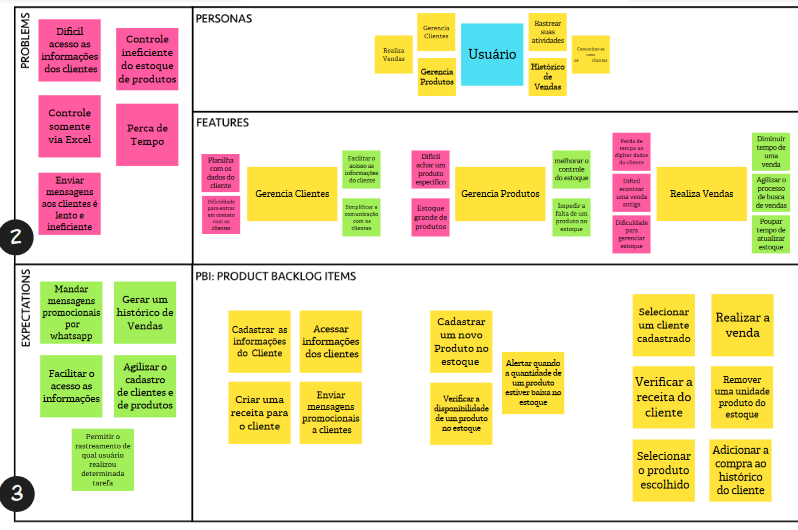 PROBLEMS
Dificil
acesso as
informações
dos clientes
Controle
ineficiente
do estoque
de produtos
Controle
somente
via Excel
Perca de
Tempo
Enviar
mensagens
aos clientes é
lento e
ineficiente
2
PERSONAS
Realiza
Vendas
Gerencia
Clientes
Gerencia
Produtos
Usuário
Rastrear
suas
atividades
Histórico
de
Vendas
Comunicar-se
com
os clientes
FEATURES
Planilha
com os
dados do
cliente
Dificuldade
para entrar
em contato
com os
clientes
Gerencia Clientes
Facilitar o
acesso as
informações
do cliente
Simplificar a
comunicação
com os
clientes
Dificil
achar um
produto
especifico
Estoque
grande de
produtos
Gerencia Produtos
melhorar o
controle
do estoque
Impedir a
falta de um
produto no
estoque
Perda de
tempo ao
digitar dados
do cliente
Dificil
econtrar
uma venda
antiga
Dificuldade
para
gerenciar
estoque
Realiza Vendas
Diminuir
tempo de
uma
venda
Agilizar o
processo
de busca
de vendas
Poupar
tempo de
atualizar
estoque
EXPECTATIONS
Mandar
mensagens
promocionais
por
whatsapp
Gerar um
histórico de
Vendas
Facilitar o
acesso as
informações
Agilizar o
cadastro
de clientes e
de produtos
Permitir o
rastreamento de
qual usuário
realizou
determinada
tarefa
3
PBI: PRODUCT BACKLOG ITEMS
Cadastrar as
informações
do Cliente
Acessar
informações
dos clientes
Criar uma
receita para
o cliente
Enviar
mensagens
promocionais
a clientes
Cadastrar
um novo
Produto no
estoque
Verificar a
disponibilidade
de um produto
no estoque
Alertar quando
a quantidade de
um produto
estiver baixa no
estoque
Selecionar
um cliente
cadastrado
Realizar a
venda
Verificar a
receita do
cliente
Remover
uma unidade
produto do
estoque
Selecionar
o produto
escolhido
Adicionar a
compra ao
histórico
do cliente